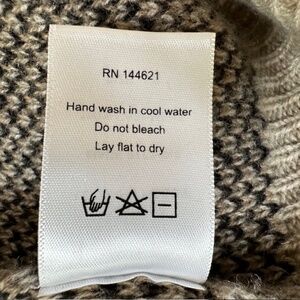 RN 144621
Hand wash in cool water
Do not bleach
Lay flat to dry